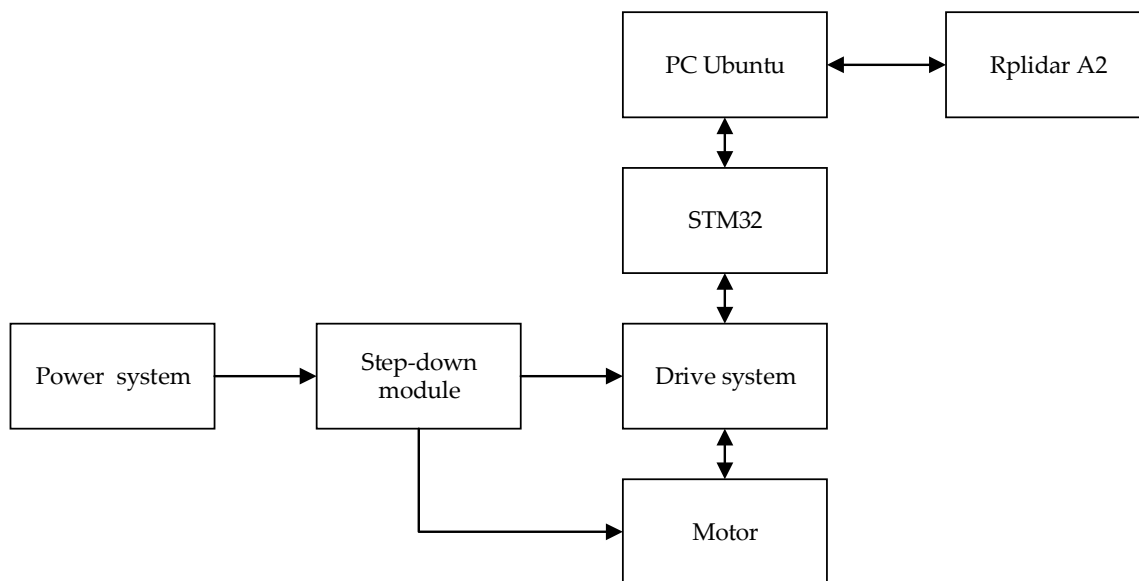 PC Ubuntu
Rplidar A2
STM32
Power  system
Step-down
module
Drive system
Motor